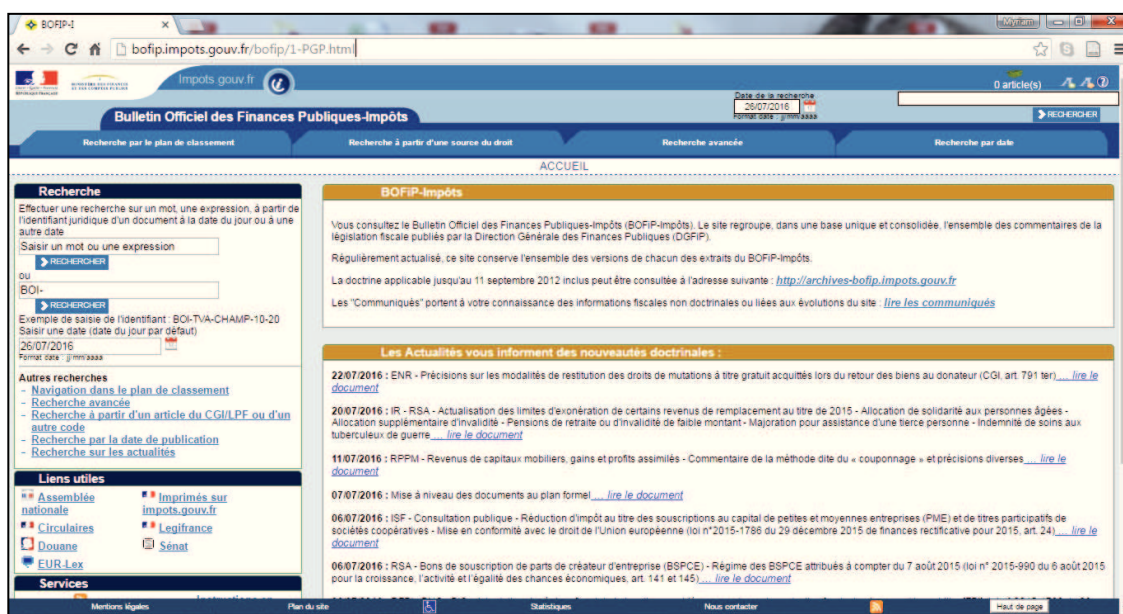 BOFIP-I
Myriam
bofip.impots.gouv.fr/bofip/1-PGP.html
Impots.gouv.fr
0 article(s)
Date de la recherche
26/07/2016
Format date : jj/mm/aaaa
RECHERCHER
Bulletin Officiel des Finances Publiques-Impôts
Recherche par le plan de classement
Recherche à partir d'une source du droit
Recherche avancée
Recherche par date
ACCUEIL
Recherche
Effectuer une recherche sur un mot, une expression, à partir de
l'identifiant juridique d'un document à la date du jour ou à une
autre date
Saisir un mot ou une expression
RECHERCHER
ou
BOI-
RECHERCHER
Exemple de saisie de l'identifiant : BOI-TVA-CHAMP-10-20
Saisir une date (date du jour par défaut)
26/07/2016
Format date : jj/mm/aaaa
Autres recherches
- Navigation dans le plan de classement
- Recherche avancée
- Recherche à partir d'un article du CGI/LPF ou d'un
autre code
- Recherche par la date de publication
- Recherche sur les actualités
Liens utiles
Assemblée
nationale
Imprimés sur
impots.gouv.fr
Circulaires
Legifrance
Douane
Sénat
EUR-Lex
Services
BOFiP-Impôts
Vous consultez le Bulletin Officiel des Finances Publiques-Impôts (BOFiP-Impôts). Le site regroupe, dans une base unique et consolidée, l'ensemble des commentaires de la
législation fiscale publiés par la Direction Générale des Finances Publiques (DGFiP).
Régulièrement actualisé, ce site conserve l'ensemble des versions de chacun des extraits du BOFiP-Impôts.
La doctrine applicable jusqu'au 11 septembre 2012 inclus peut être consultée à l'adresse suivante : http://archives-bofip.impots.gouv.fr
Les "Communiqués" portent à votre connaissance des informations fiscales non doctrinales ou liées aux évolutions du site : lire les communiqués
Les Actualités vous informent des nouveautés doctrinales :
22/07/2016 : ENR - Précisions sur les modalités de restitution des droits de mutations à titre gratuit acquittés lors du retour des biens au donateur (CGI, art. 791 ter) ... lire le
document
20/07/2016 : IR - RSA - Actualisation des limites d'exonération de certains revenus de remplacement au titre de 2015 - Allocation de solidarité aux personnes âgées -
Allocation supplémentaire d'invalidité - Pensions de retraite ou d'invalidité de faible montant - Majoration pour assistance d'une tierce personne - Indemnité de soins aux
tuberculeux de guerre ... lire le document
11/07/2016 : RPPM - Revenus de capitaux mobiliers, gains et profits assimilés - Commentaire de la méthode dite du « couponnage » et précisions diverses ... lire le
document
07/07/2016 : Mise à niveau des documents au plan formel ... lire le document
06/07/2016 : ISF - Consultation publique - Réduction d'impôt au titre des souscriptions au capital de petites et moyennes entreprises (PME) et de titres participatifs de
sociétés coopératives - Mise en conformité avec le droit de l'Union européenne (loi n°2015-1786 du 29 décembre 2015 de finances rectificative pour 2015, art. 24) ... lire le
document
06/07/2016 : RSA - Bons de souscription de parts de créateur d'entreprise (BSPCE) - Régime des BSPCE attribués à compter du 7 août 2015 (loi n° 2015-990 du 6 août 2015
pour la croissance, l'activité et l'égalité des chances économiques, art. 141 et 145) ... lire le document
Mentions légales
Plan du site
Statistiques
Nous contacter
Haut de page